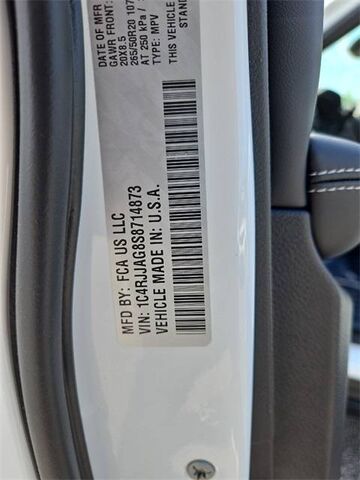 DATE OF MFR
GAWR FRONT:
20X8.5
265/50R20 107
AT 250 kPa /
TYPE: MPV
THIS VEHICLE
STAN
MFD BY: FCA US LLC
VIN: 1C4RJJAG8S8714873
VEHICLE MADE IN: U.S.A.